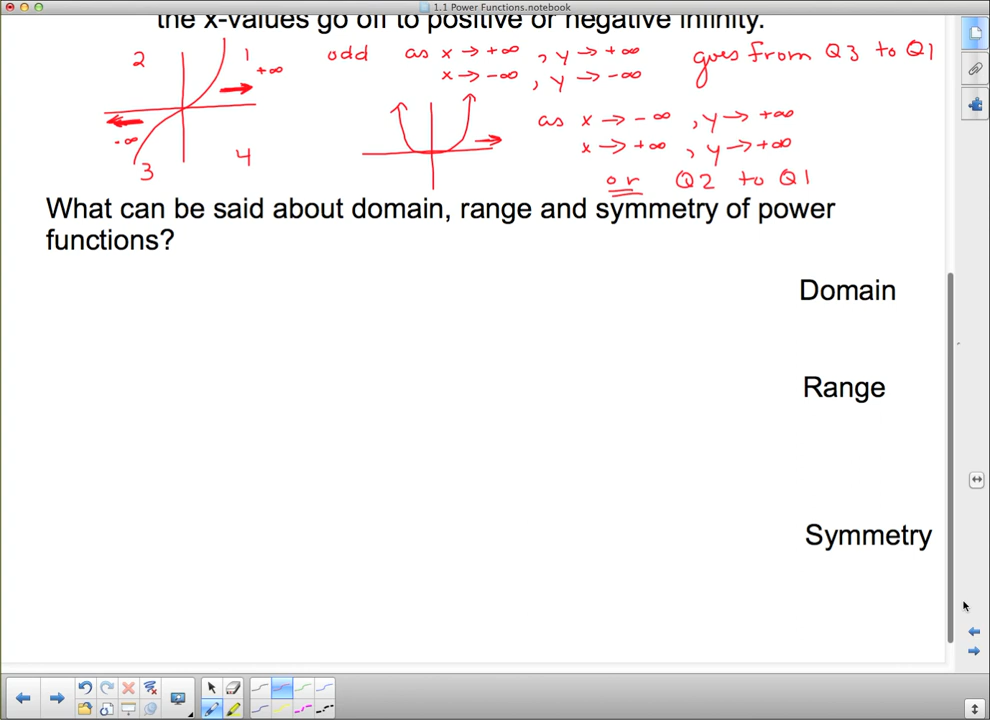 1.1 Power Functions.notebook
the x-values go off to positive or negative infinity.
2 1 odd as x → +∞ , y → +∞ goes from Q3 to Q1
+∞ x → -∞ , y → -∞
-∞ as x → -∞ , y → +∞
3 4 x → +∞ , y → +∞
or Q2 to Q1
What can be said about domain, range and symmetry of power
functions?
Domain
Range
Symmetry